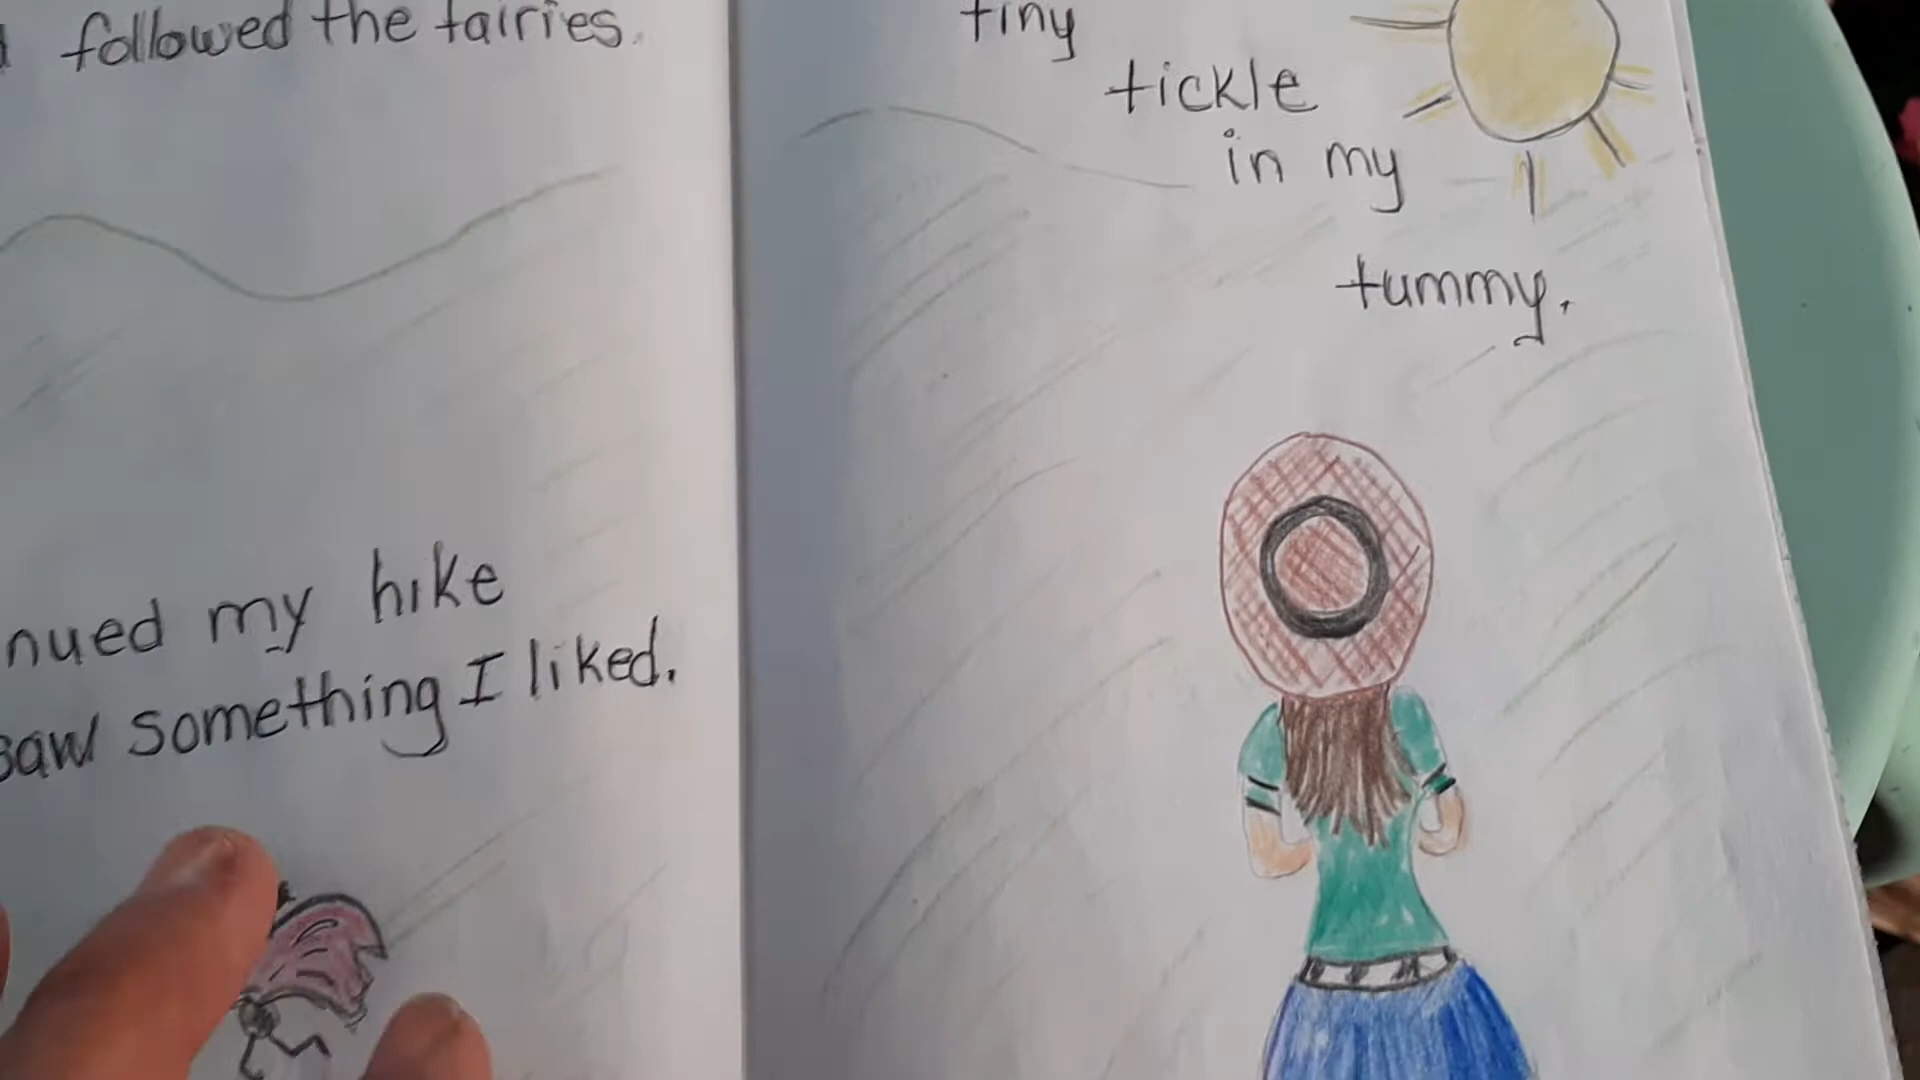 followed the fairies.
nued my hike
saw something I liked.
tiny
tickle
in my
tummy.